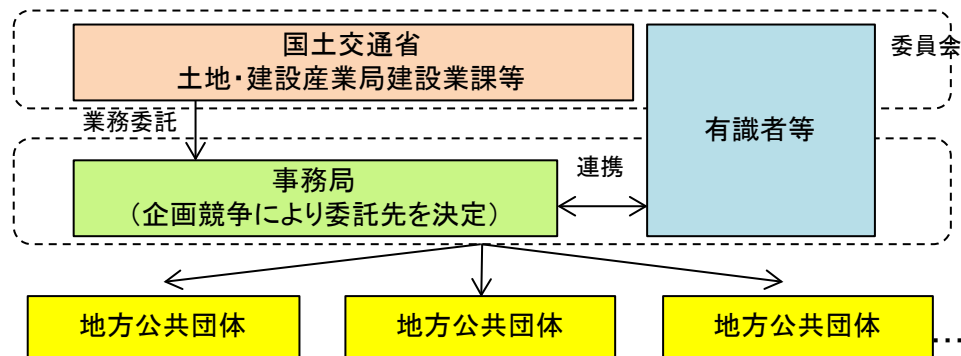 国土交通省
土地・建設産業局建設業課等
委員会
業務委託
有識者等
事務局
（企画競争により委託先を決定）
連携
地方公共団体
地方公共団体
地方公共団体
…